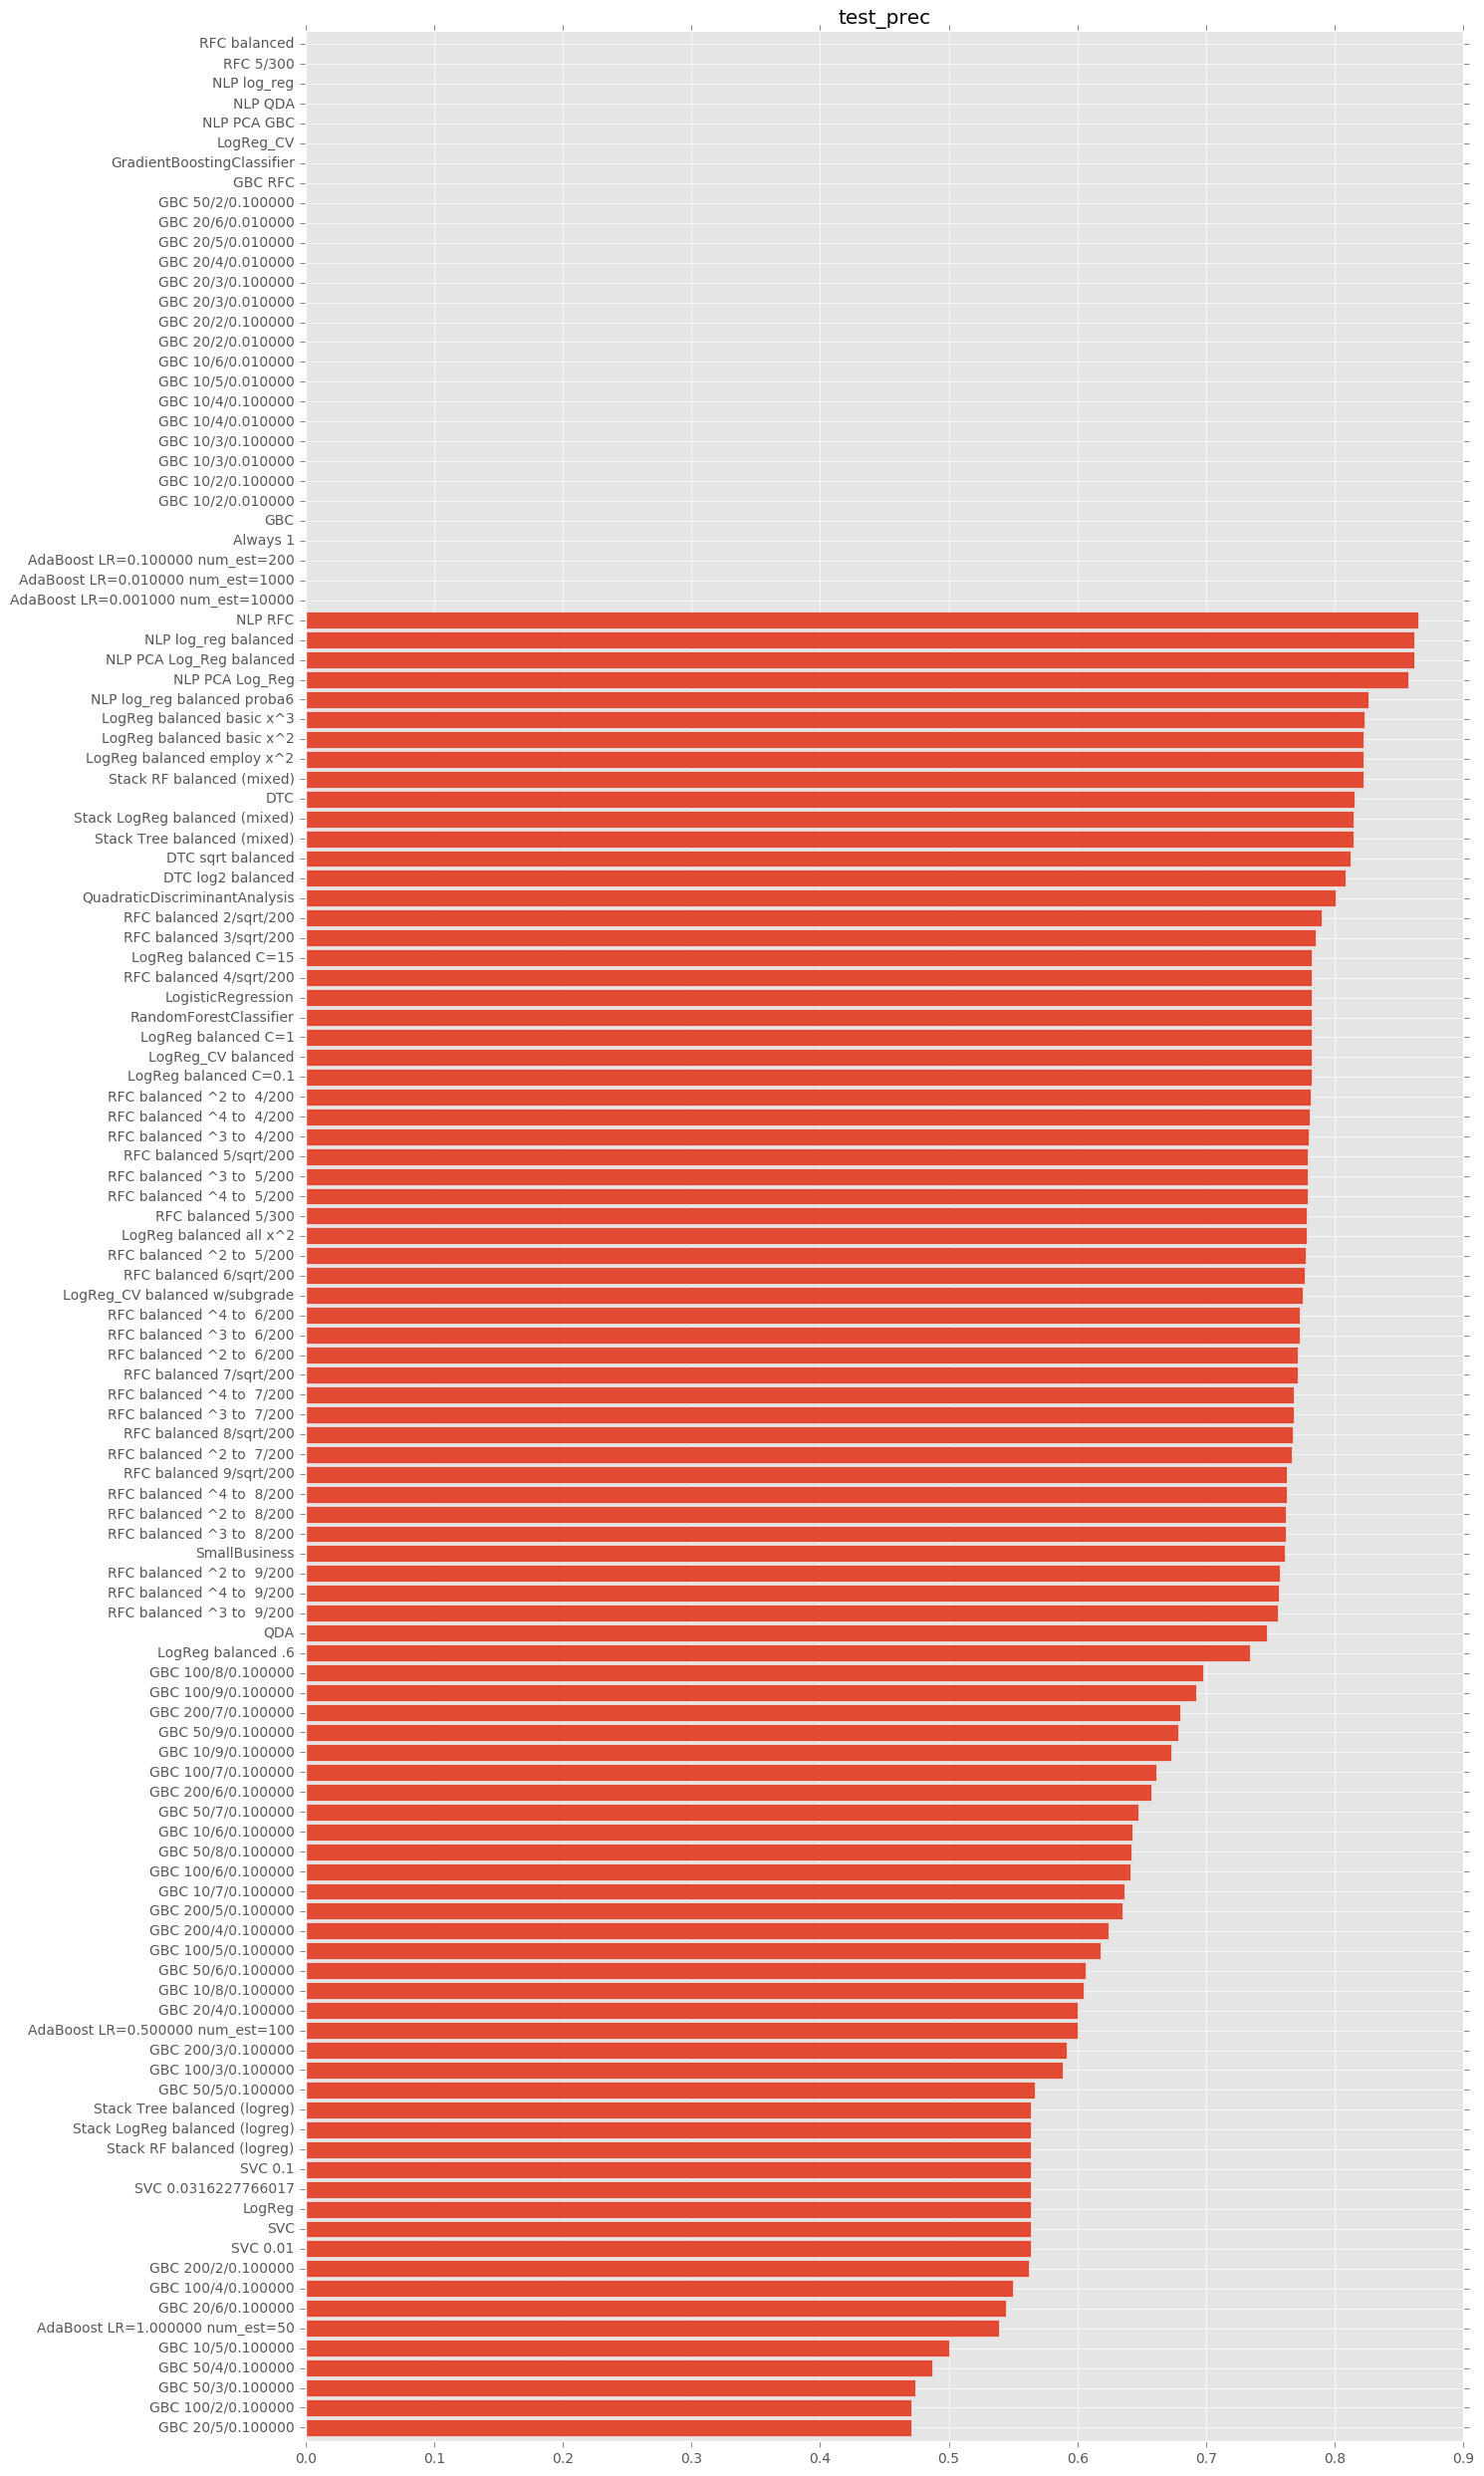 test_prec
RFC balanced
RFC 5/300
NLP log_reg
NLP QDA
NLP PCA GBC
LogReg_CV
GradientBoostingClassifier
GBC RFC
GBC 50/2/0.100000
GBC 20/6/0.010000
GBC 20/5/0.010000
GBC 20/4/0.010000
GBC 20/3/0.100000
GBC 20/3/0.010000
GBC 20/2/0.100000
GBC 20/2/0.010000
GBC 10/6/0.010000
GBC 10/5/0.010000
GBC 10/4/0.100000
GBC 10/4/0.010000
GBC 10/3/0.100000
GBC 10/3/0.010000
GBC 10/2/0.100000
GBC 10/2/0.010000
GBC
Always 1
AdaBoost LR=0.100000 num_est=200
AdaBoost LR=0.010000 num_est=1000
AdaBoost LR=0.001000 num_est=10000
NLP RFC
NLP log_reg balanced
NLP PCA Log_Reg balanced
NLP PCA Log_Reg
NLP log_reg balanced proba6
LogReg balanced basic x^3
LogReg balanced basic x^2
LogReg balanced employ x^2
Stack RF balanced (mixed)
DTC
Stack LogReg balanced (mixed)
Stack Tree balanced (mixed)
DTC sqrt balanced
DTC log2 balanced
QuadraticDiscriminantAnalysis
RFC balanced 2/sqrt/200
RFC balanced 3/sqrt/200
LogReg balanced C=15
RFC balanced 4/sqrt/200
LogisticRegression
RandomForestClassifier
LogReg balanced C=1
LogReg_CV balanced
LogReg balanced C=0.1
RFC balanced ^2 to  4/200
RFC balanced ^4 to  4/200
RFC balanced ^3 to  4/200
RFC balanced 5/sqrt/200
RFC balanced ^3 to  5/200
RFC balanced ^4 to  5/200
RFC balanced 5/300
LogReg balanced all x^2
RFC balanced ^2 to  5/200
RFC balanced 6/sqrt/200
LogReg_CV balanced w/subgrade
RFC balanced ^4 to  6/200
RFC balanced ^3 to  6/200
RFC balanced ^2 to  6/200
RFC balanced 7/sqrt/200
RFC balanced ^4 to  7/200
RFC balanced ^3 to  7/200
RFC balanced 8/sqrt/200
RFC balanced ^2 to  7/200
RFC balanced 9/sqrt/200
RFC balanced ^4 to  8/200
RFC balanced ^2 to  8/200
RFC balanced ^3 to  8/200
SmallBusiness
RFC balanced ^2 to  9/200
RFC balanced ^4 to  9/200
RFC balanced ^3 to  9/200
QDA
LogReg balanced .6
GBC 100/8/0.100000
GBC 100/9/0.100000
GBC 200/7/0.100000
GBC 50/9/0.100000
GBC 10/9/0.100000
GBC 100/7/0.100000
GBC 200/6/0.100000
GBC 50/7/0.100000
GBC 10/6/0.100000
GBC 50/8/0.100000
GBC 100/6/0.100000
GBC 10/7/0.100000
GBC 200/5/0.100000
GBC 200/4/0.100000
GBC 100/5/0.100000
GBC 50/6/0.100000
GBC 10/8/0.100000
GBC 20/4/0.100000
AdaBoost LR=0.500000 num_est=100
GBC 200/3/0.100000
GBC 100/3/0.100000
GBC 50/5/0.100000
Stack Tree balanced (logreg)
Stack LogReg balanced (logreg)
Stack RF balanced (logreg)
SVC 0.1
SVC 0.0316227766017
LogReg
SVC
SVC 0.01
GBC 200/2/0.100000
GBC 100/4/0.100000
GBC 20/6/0.100000
AdaBoost LR=1.000000 num_est=50
GBC 10/5/0.100000
GBC 50/4/0.100000
GBC 50/3/0.100000
GBC 100/2/0.100000
GBC 20/5/0.100000
0.0 0.1 0.2 0.3 0.4 0.5 0.6 0.7 0.8 0.9